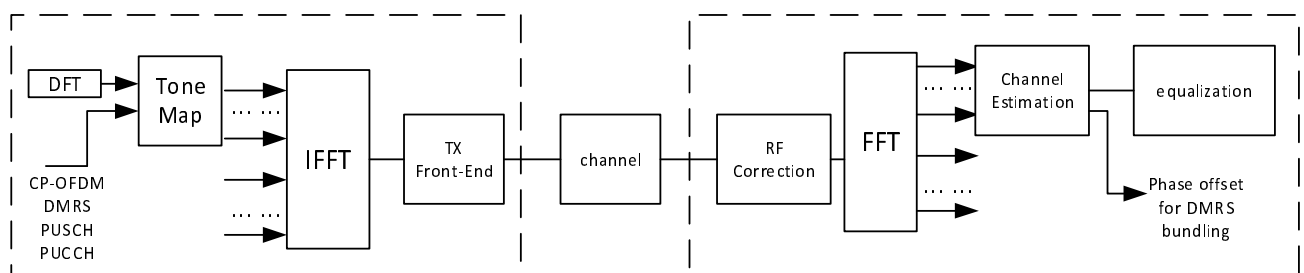 DFT
Tone
Map
CP-OFDM
DMRS
PUSCH
PUCCH
... ...
... ...
IFFT
TX
Front-End
channel
RF
Correction
FFT
... ...
... ...
Channel
Estimation
equalization
Phase offset
for DMRS
bundling